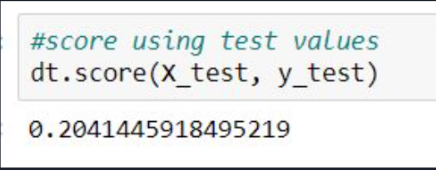 #score using test values
dt.score(X_test, y_test)
0.2041445918495219